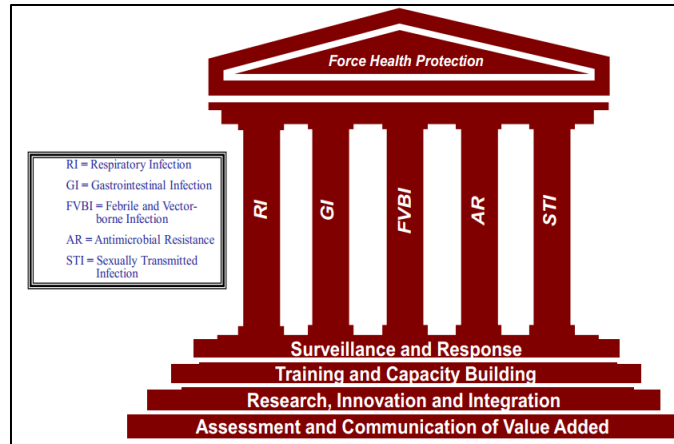 Force Health Protection
RI = Respiratory Infection
GI = Gastrointestinal Infection
FVBI = Febrile and Vector-
borne Infection
AR = Antimicrobial Resistance
STI = Sexually Transmitted
Infection
RI
GI
FVBI
AR
STI
Surveillance and Response
Training and Capacity Building
Research, Innovation and Integration
Assessment and Communication of Value Added